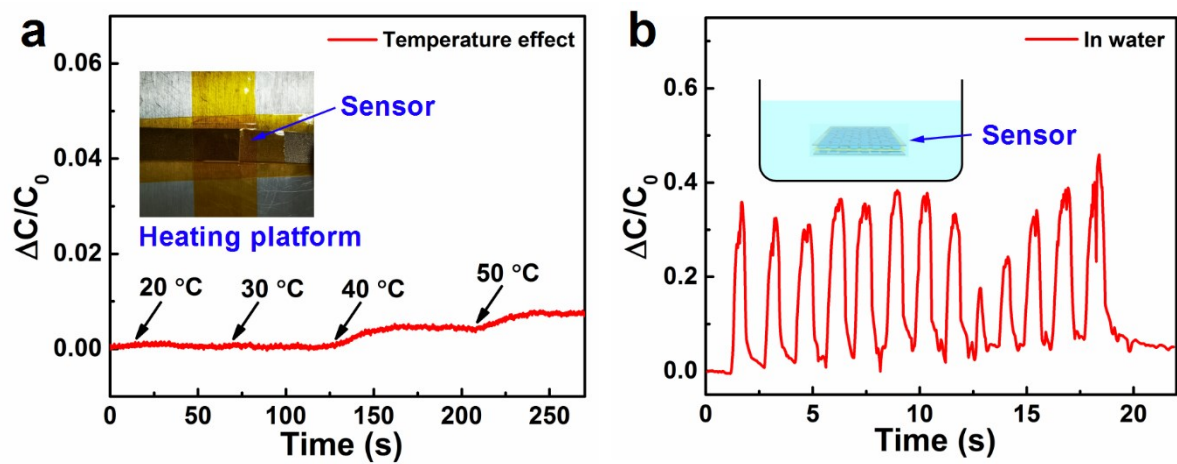 a
Temperature effect
0.06
0.04
0.02
0.00
ΔC/C0
Sensor
Heating platform
20 °C
30 °C
40 °C
50 °C
0 50 100 150 200 250
Time (s)
b
In water
0.6
0.4
0.2
0.0
ΔC/C0
Sensor
0 5 10 15 20
Time (s)